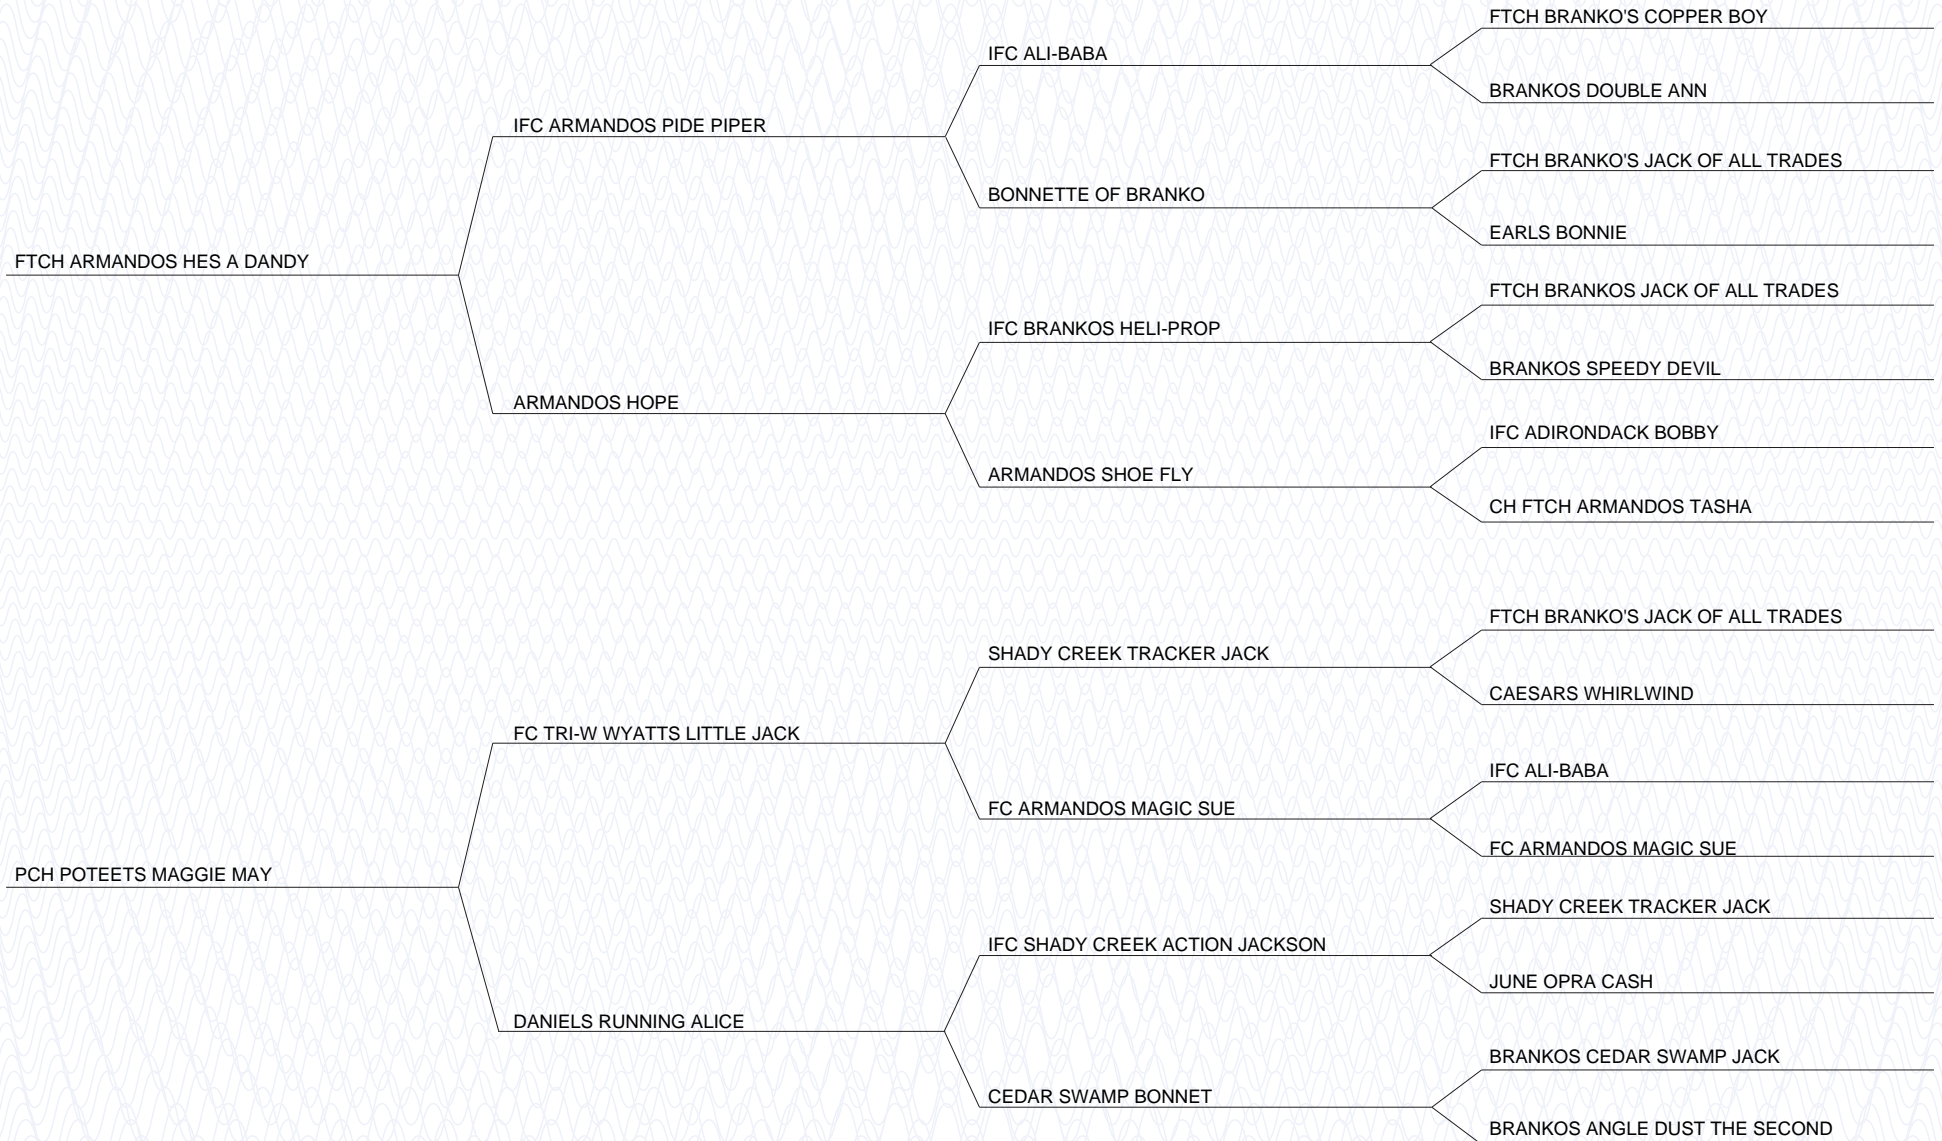 FTCH BRANKO'S COPPER BOY
IFC ALI-BABA
BRANKOS DOUBLE ANN
IFC ARMANDOS PIDE PIPER
FTCH BRANKO'S JACK OF ALL TRADES
BONNETTE OF BRANKO
EARLS BONNIE
FTCH ARMANDOS HES A DANDY
FTCH BRANKOS JACK OF ALL TRADES
IFC BRANKOS HELI-PROP
BRANKOS SPEEDY DEVIL
ARMANDOS HOPE
IFC ADIRONDACK BOBBY
ARMANDOS SHOE FLY
CH FTCH ARMANDOS TASHA
FTCH BRANKO'S JACK OF ALL TRADES
SHADY CREEK TRACKER JACK
CAESARS WHIRLWIND
FC TRI-W WYATTS LITTLE JACK
IFC ALI-BABA
FC ARMANDOS MAGIC SUE
FC ARMANDOS MAGIC SUE
PCH POTEETS MAGGIE MAY
SHADY CREEK TRACKER JACK
IFC SHADY CREEK ACTION JACKSON
JUNE OPRA CASH
DANIELS RUNNING ALICE
BRANKOS CEDAR SWAMP JACK
CEDAR SWAMP BONNET
BRANKOS ANGLE DUST THE SECOND